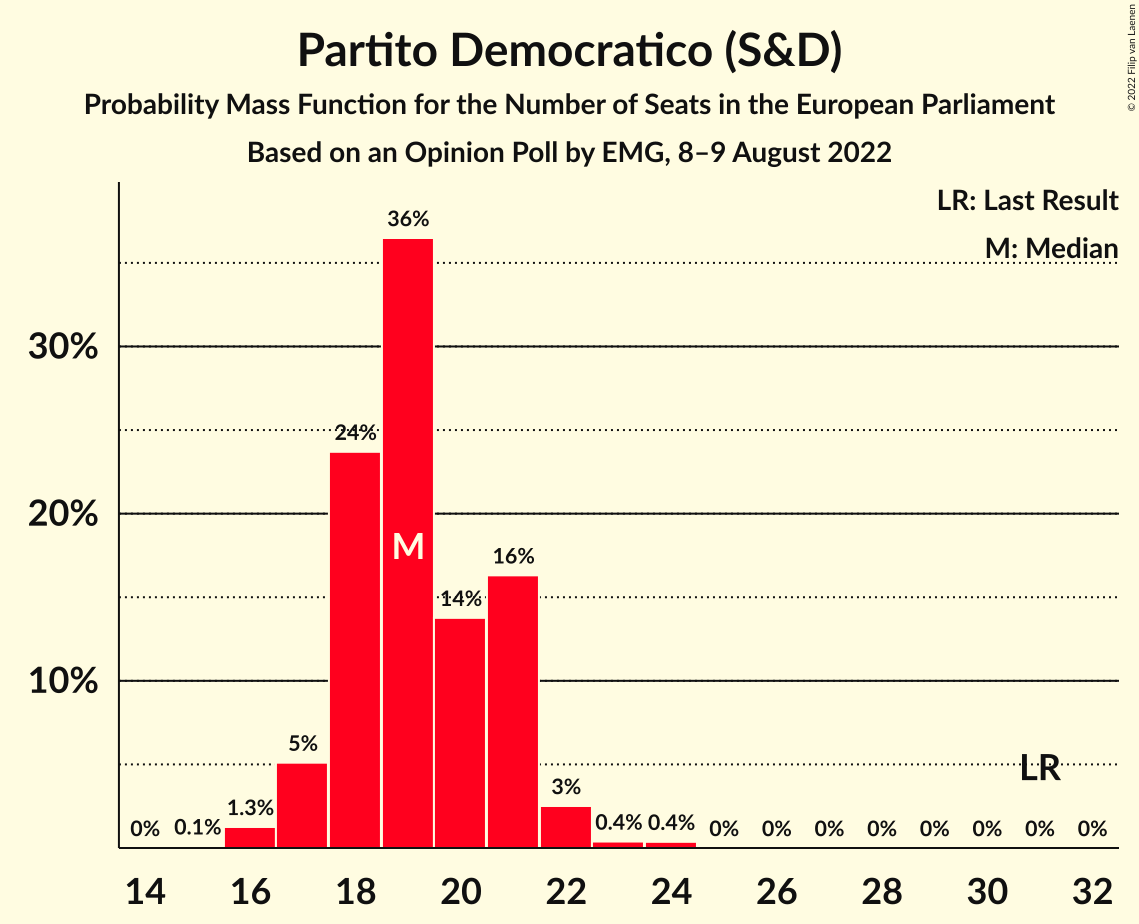 Partito Democratico (S&D)
Probability Mass Function for the Number of Seats in the European Parliament
Based on an Opinion Poll by EMG, 8–9 August 2022
© 2022 Filip van Laenen
LR: Last Result
M: Median
36%
30%
24%
20%
M
16%
14%
10%
5%
LR
3%
1.3%
0% 0.1% 0.4% 0.4% 0% 0% 0% 0% 0% 0% 0% 0%
14 16 18 20 22 24 26 28 30 32